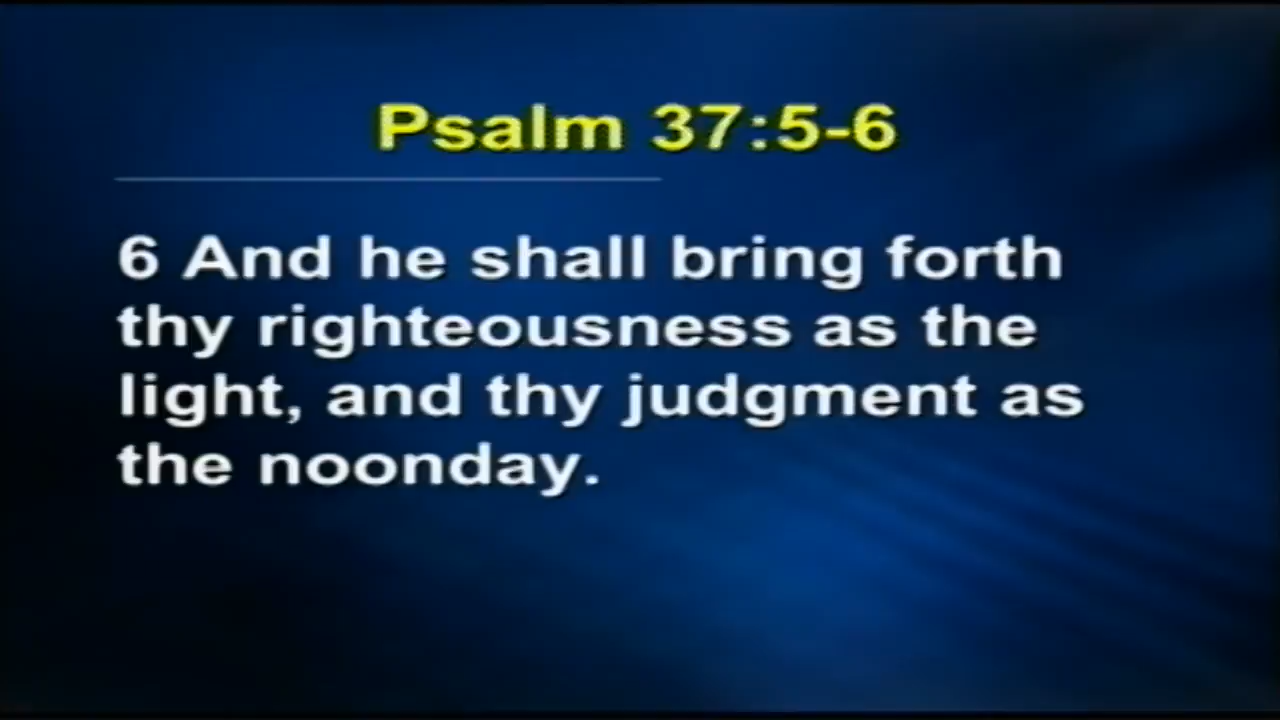 Psalm 37:5-6
6 And he shall bring forth
thy righteousness as the
light, and thy judgment as
the noonday.